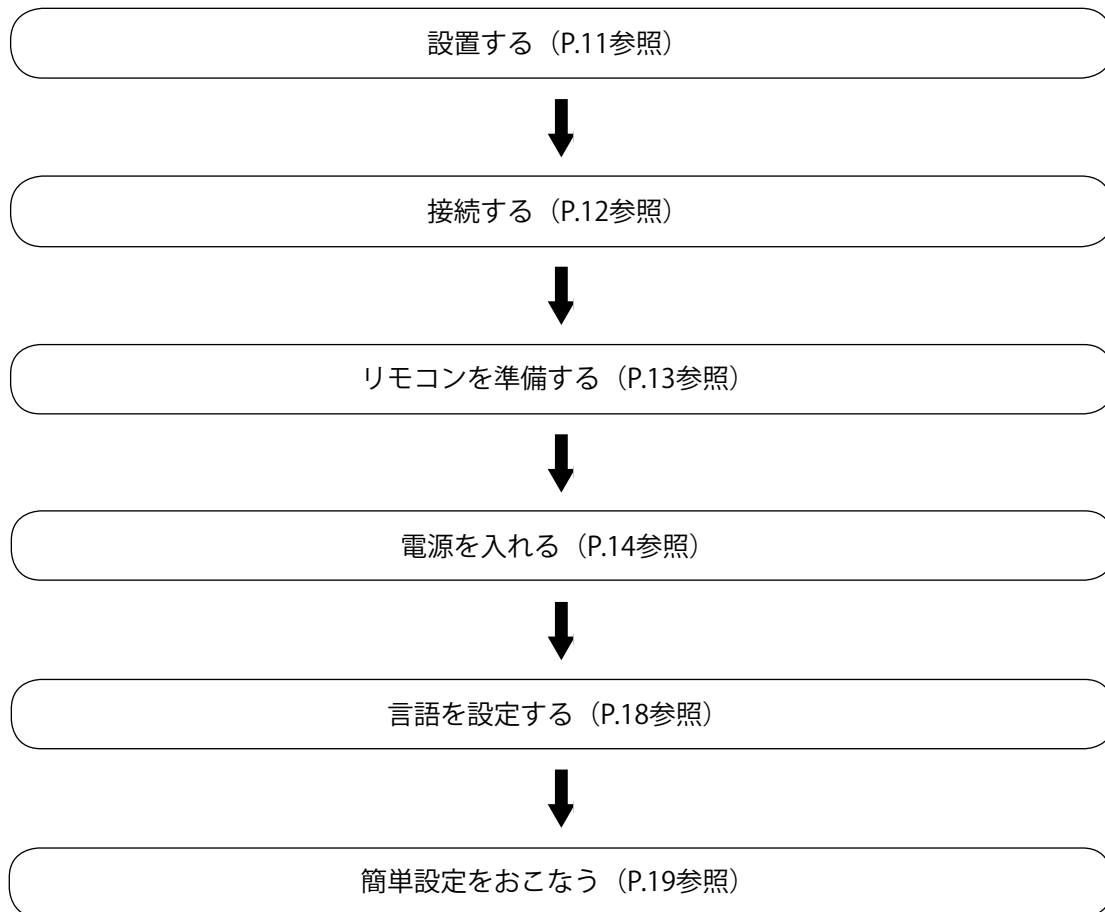 設置する（P.11参照）
接続する（P.12参照）
リモコンを準備する（P.13参照）
電源を入れる（P.14参照）
言語を設定する（P.18参照）
簡単設定をおこなう（P.19参照）